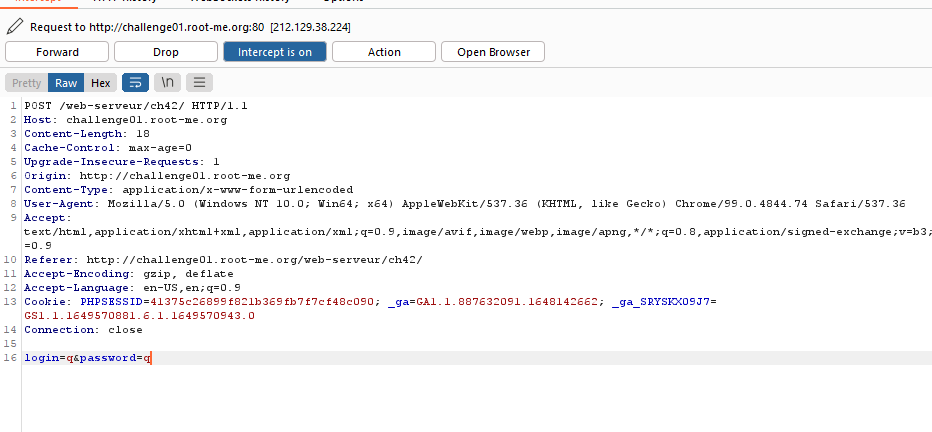 Request to http://challenge01.root-me.org:80 [212.129.38.224]
Forward Drop Intercept is on Action Open Browser
Pretty Raw Hex \n
1 POST /web-serveur/ch42/ HTTP/1.1
2 Host: challenge01.root-me.org
3 Content-Length: 18
4 Cache-Control: max-age=0
5 Upgrade-Insecure-Requests: 1
6 Origin: http://challenge01.root-me.org
7 Content-Type: application/x-www-form-urlencoded
8 User-Agent: Mozilla/5.0 (Windows NT 10.0; Win64; x64) AppleWebKit/537.36 (KHTML, like Gecko) Chrome/99.0.4844.74 Safari/537.36
9 Accept:
text/html,application/xhtml+xml,application/xml;q=0.9,image/avif,image/webp,image/apng,*/*;q=0.8,application/signed-exchange;v=b3;
=0.9
10 Referer: http://challenge01.root-me.org/web-serveur/ch42/
11 Accept-Encoding: gzip, deflate
12 Accept-Language: en-US,en;q=0.9
13 Cookie: PHPSESSID=41375c26899f821b369fb7f7cf48c090; _ga=GA1.1.887632091.1648142662; _ga_SRYSKX09J7=
GS1.1.1649570881.6.1.1649570943.0
14 Connection: close
15
16 login=q&password=q